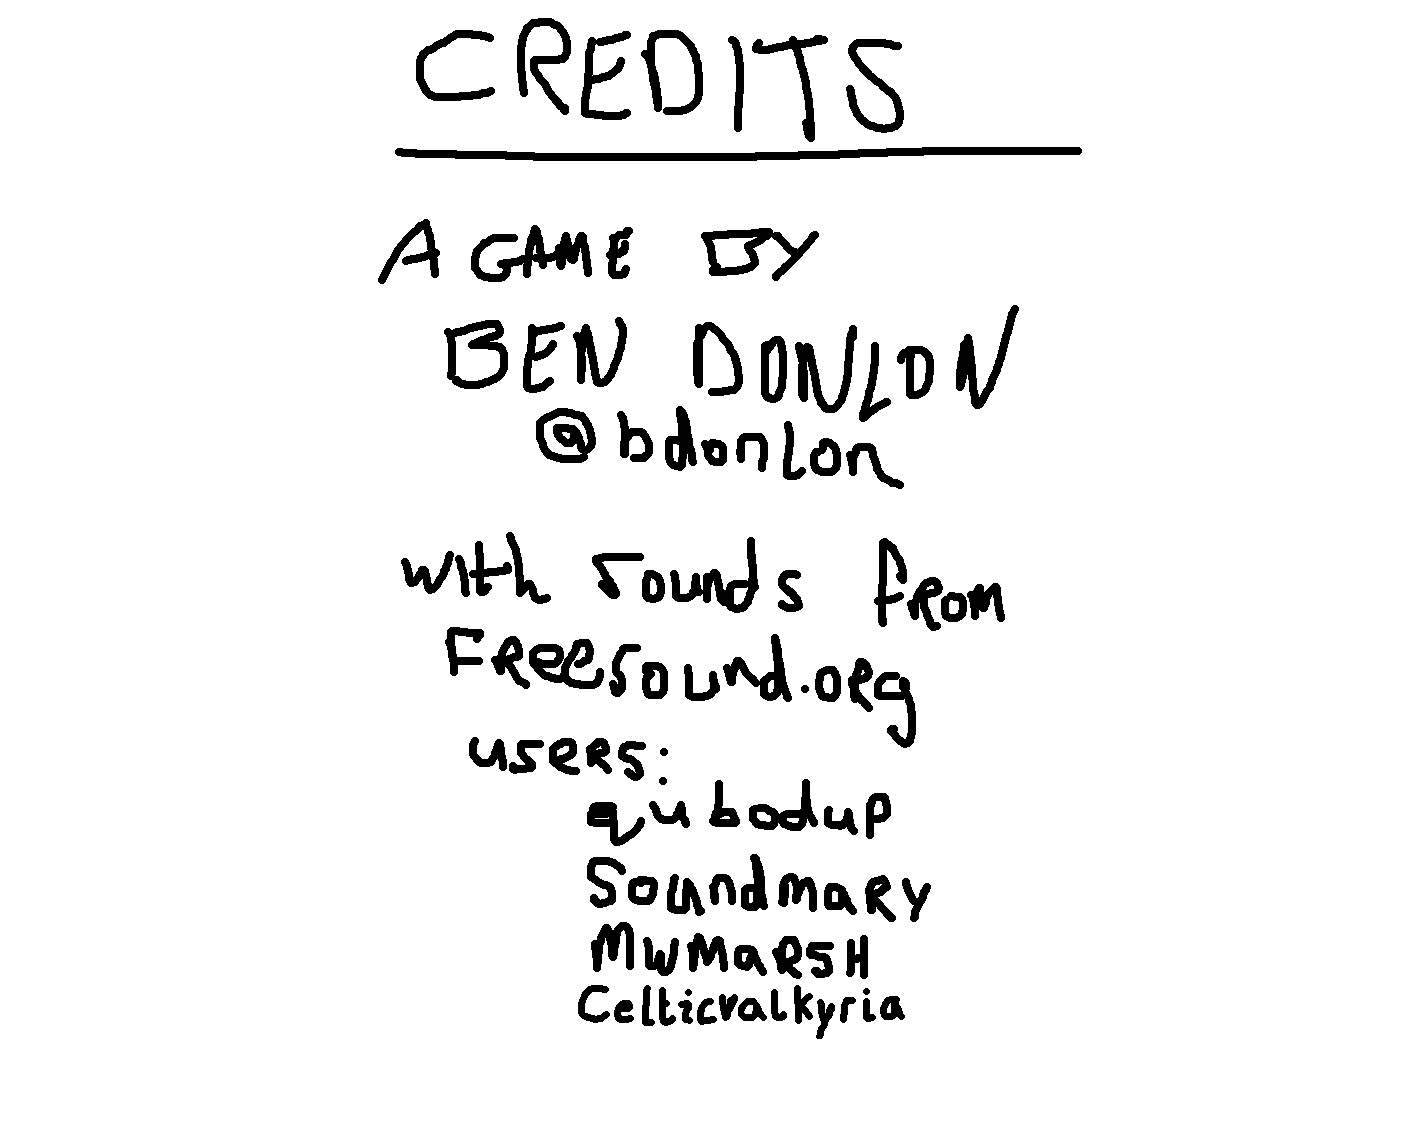 CREDITS
A GAME BY
BEN DONLON
@bdonlon
with sounds from
FReesound.oRg
useRs:
qubodup
SoundmaRy
MWMaRSH
Celticvalkyria